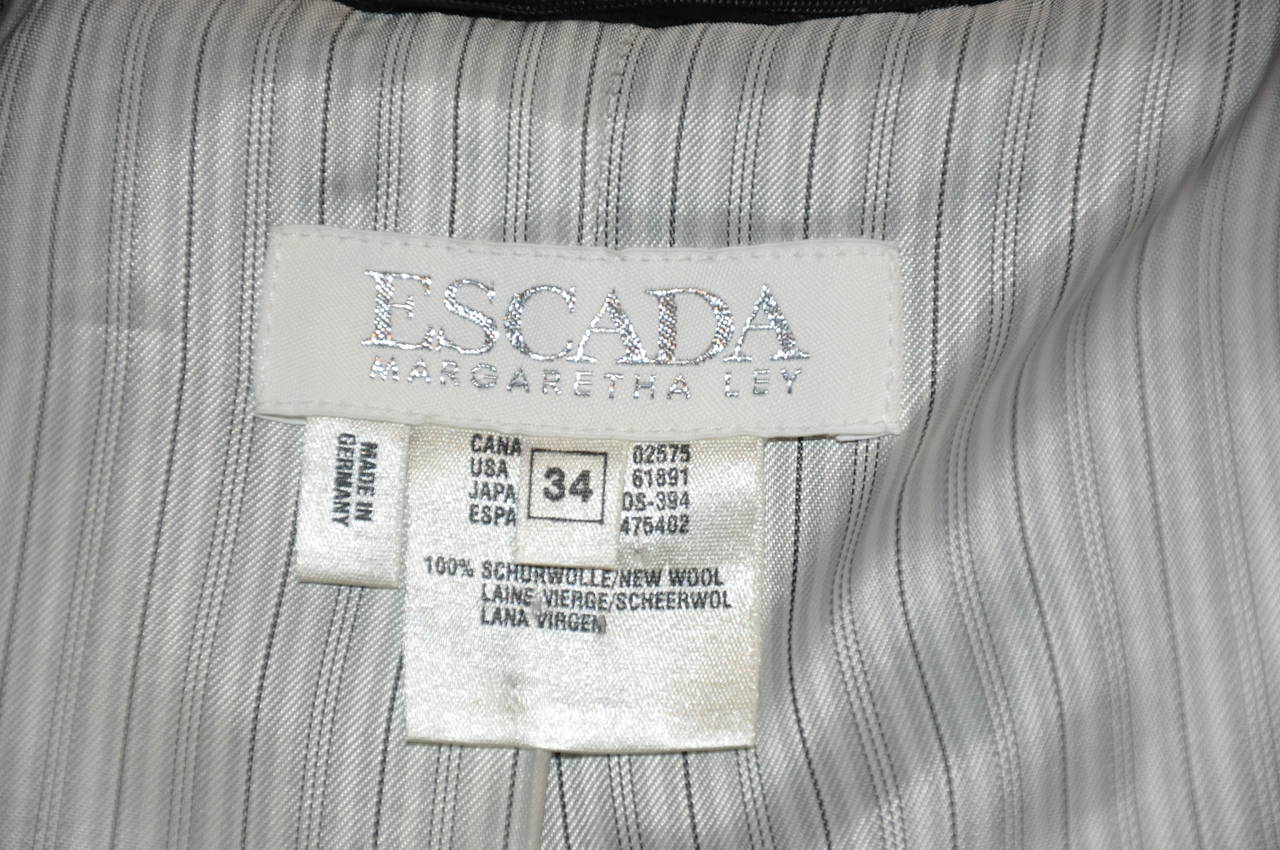 ESCADA
MARGARETHA LEY
MADE IN
GERMANY
CANA 02575
USA 61891
JAPA OS-394
ESPA 475402
34
100% SCHURWOLLE/NEW WOOL
LAINE VIERGE/SCHEERWOL
LANA VIRGEN